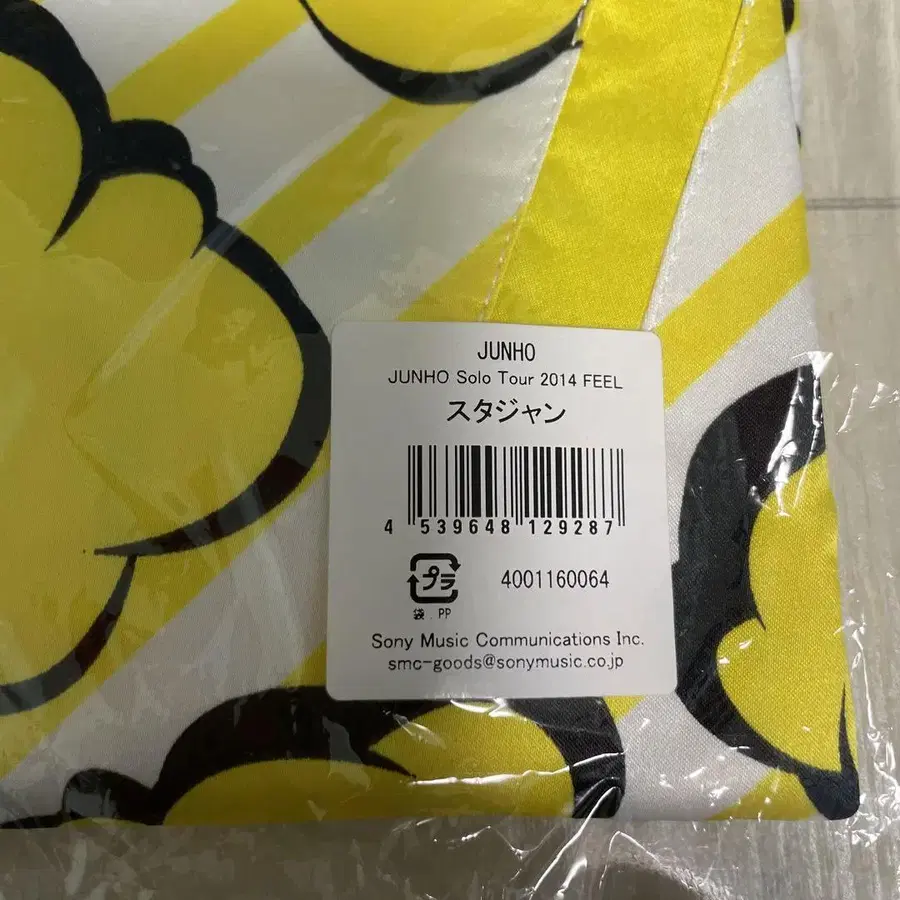 JUNHO
JUNHO Solo Tour 2014 FEEL
スタジャン
4 539648 129287
プラ 4001160064
袋 . PP
Sony Music Communications Inc.
smc-goods@sonymusic.co.jp